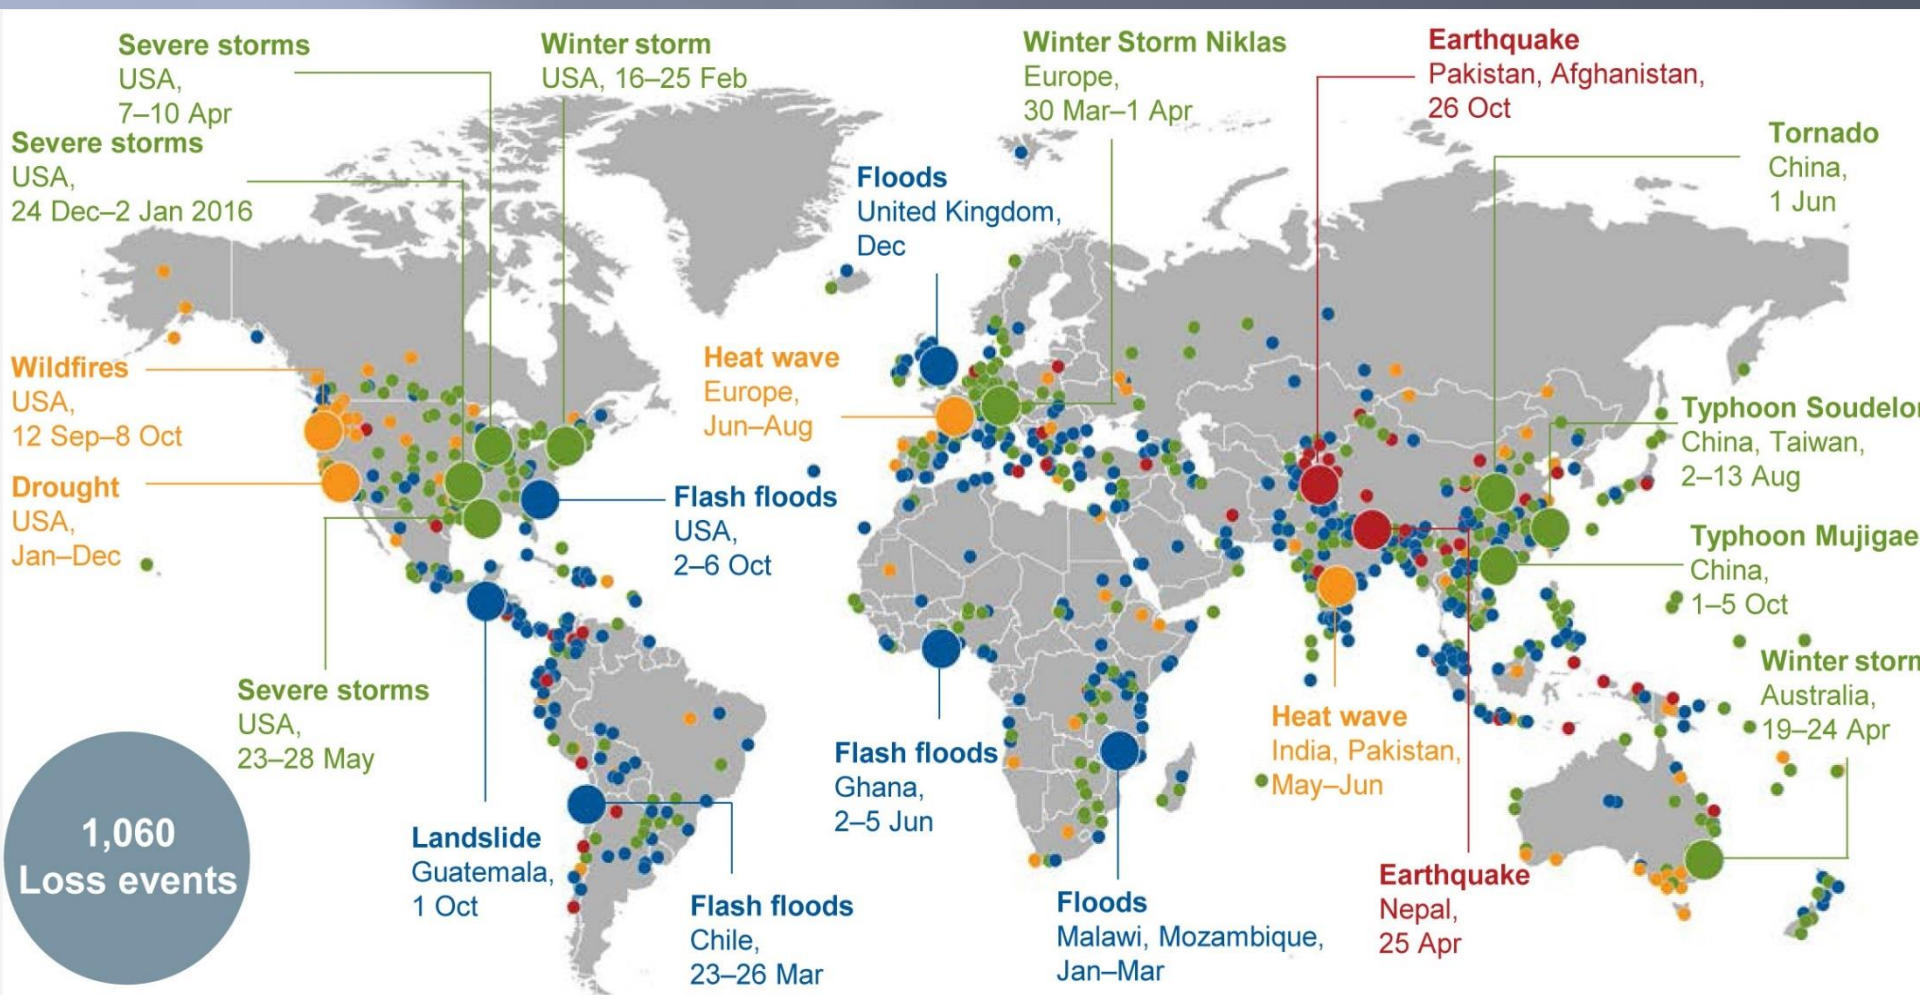 Severe storms
USA,
7–10 Apr
Winter storm
USA, 16–25 Feb
Winter Storm Niklas
Europe,
30 Mar–1 Apr
Earthquake
Pakistan, Afghanistan,
26 Oct
Tornado
China,
1 Jun
Severe storms
USA,
24 Dec–2 Jan 2016
Floods
United Kingdom,
Dec
Wildfires
USA,
12 Sep–8 Oct
Heat wave
Europe,
Jun–Aug
Typhoon Soudelor
China, Taiwan,
2–13 Aug
Drought
USA,
Jan–Dec
Flash floods
USA,
2–6 Oct
Typhoon Mujigae
China,
1–5 Oct
Severe storms
USA,
23–28 May
Winter storm
Australia,
19–24 Apr
Heat wave
India, Pakistan,
May–Jun
Flash floods
Ghana,
2–5 Jun
1,060
Loss events
Landslide
Guatemala,
1 Oct
Flash floods
Chile,
23–26 Mar
Floods
Malawi, Mozambique,
Jan–Mar
Earthquake
Nepal,
25 Apr